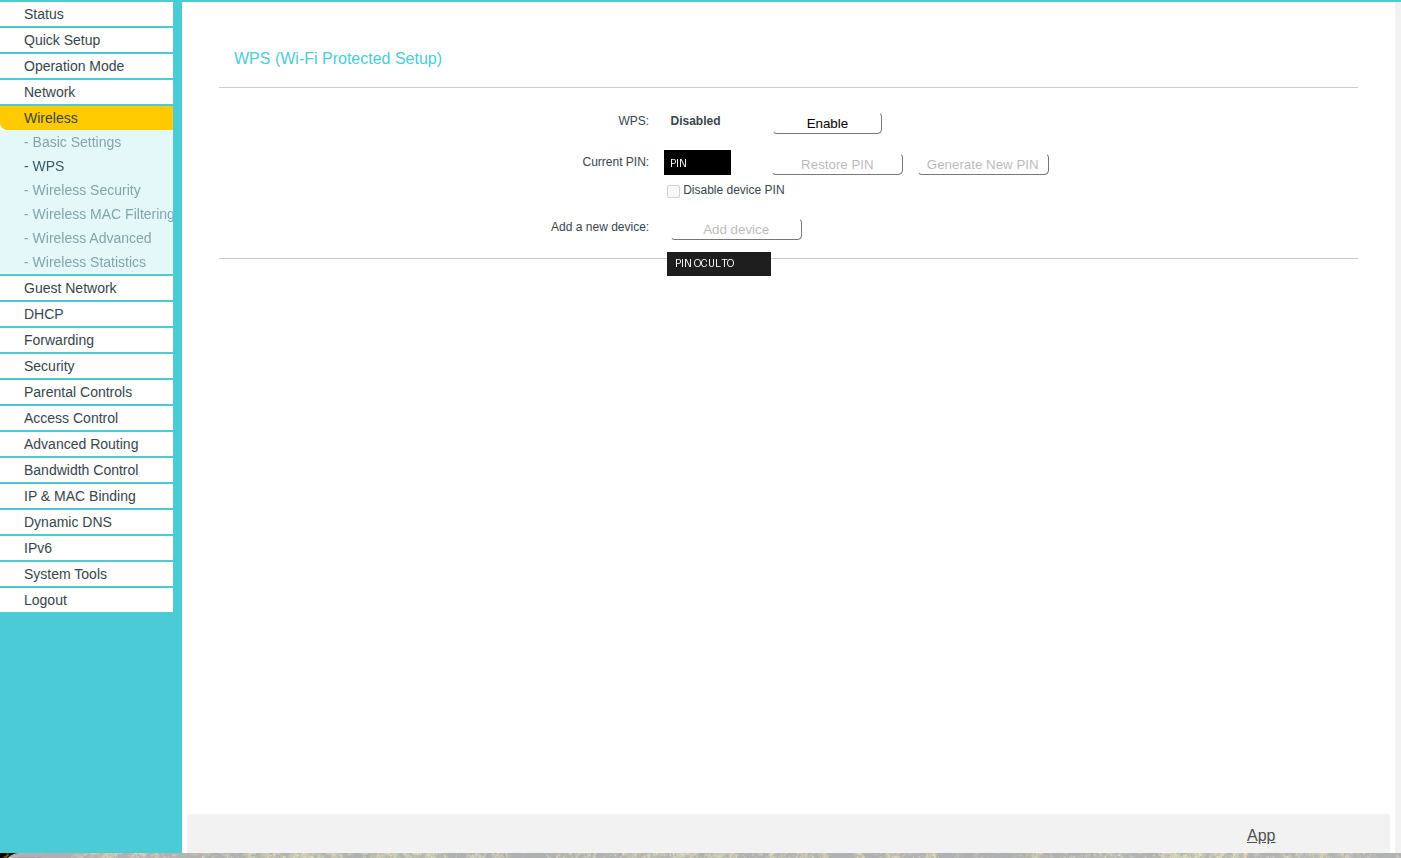 Status
Quick Setup
Operation Mode
Network
Wireless
- Basic Settings
- WPS
- Wireless Security
- Wireless MAC Filtering
- Wireless Advanced
- Wireless Statistics
Guest Network
DHCP
Forwarding
Security
Parental Controls
Access Control
Advanced Routing
Bandwidth Control
IP & MAC Binding
Dynamic DNS
IPv6
System Tools
Logout
WPS (Wi-Fi Protected Setup)
WPS: Disabled Enable
Current PIN: PIN Restore PIN Generate New PIN
Disable device PIN
Add a new device: Add device
PIN OCULTO
App